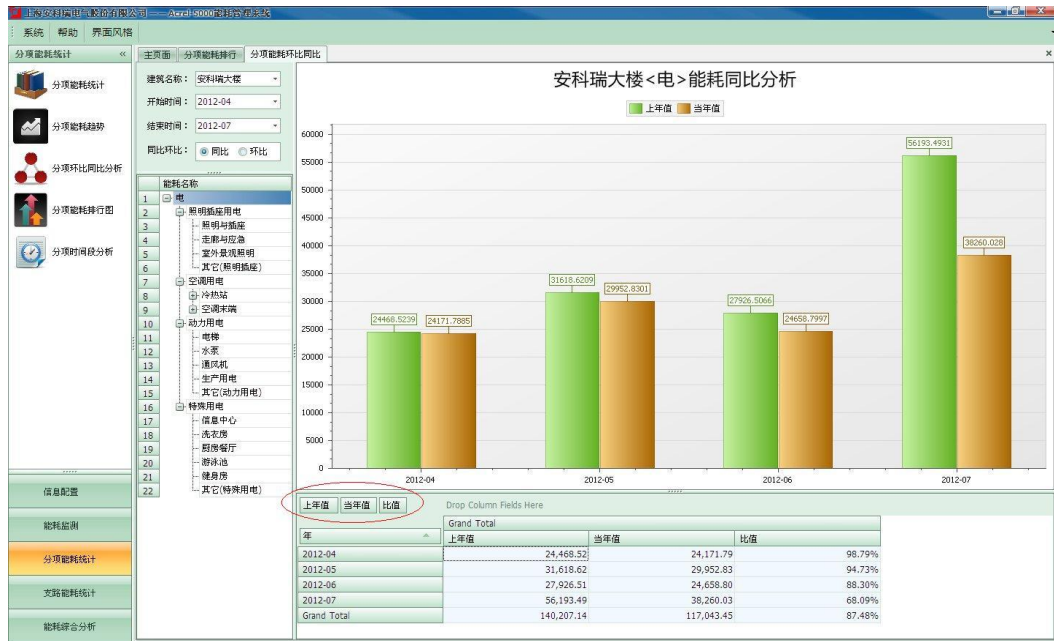 上海安科瑞电气股份有限公司——Acrel-5000能耗管理系统
系统 帮助 界面风格
分项能耗统计 «
分项能耗统计
分项能耗趋势
分项环比同比分析
分项能耗排行图
分项时间段分析
信息配置
能耗监测
分项能耗统计
支路能耗统计
能耗综合分析
主页面 分项能耗排行 分项能耗环比同比
建筑名称： 安科瑞大楼
开始时间： 2012-04
结束时间： 2012-07
同比环比： 同比 环比
能耗名称
1 电
2 照明插座用电
3 照明与插座
4 走廊与应急
5 室外景观照明
6 其它(照明插座)
7 空调用电
8 冷热站
9 空调末端
10 动力用电
11 电梯
12 水泵
13 通风机
14 生产用电
15 其它(动力用电)
16 特殊用电
17 信息中心
18 洗衣房
19 厨房餐厅
20 游泳池
21 健身房
22 其它(特殊用电)
安科瑞大楼<电>能耗同比分析
上年值 当年值
60000
55000
50000
45000
40000
35000
30000
25000
20000
15000
10000
5000
0
24468.5239 24171.7885
31618.6209 29952.8301
27926.5066 24658.7997
56193.4931 38260.028
2012-04 2012-05 2012-06 2012-07
上年值 当年值 比值 Drop Column Fields Here
Grand Total
年 上年值 当年值 比值
2012-04 24,468.52 24,171.79 98.79%
2012-05 31,618.62 29,952.83 94.73%
2012-06 27,926.51 24,658.80 88.30%
2012-07 56,193.49 38,260.03 68.09%
Grand Total 140,207.14 117,043.45 87.48%